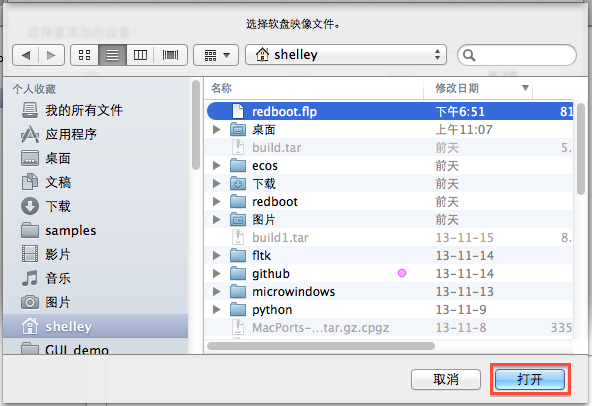 选择软盘映像文件。
shelley
个人收藏
我的所有文件
应用程序
桌面
文稿
下载
samples
影片
音乐
图片
shelley
GUI demo
名称 修改日期
redboot.flp 下午6:51 81
桌面 上午11:07
build.tar 前天 5.
ecos 前天
下载 前天
redboot 前天
图片 前天
build1.tar 13-11-15 8.
fltk 13-11-14
github 13-11-14
microwindows 13-11-13
python 13-11-9
MacPorts-...tar.gz.cpgz 13-11-8 335
取消 打开